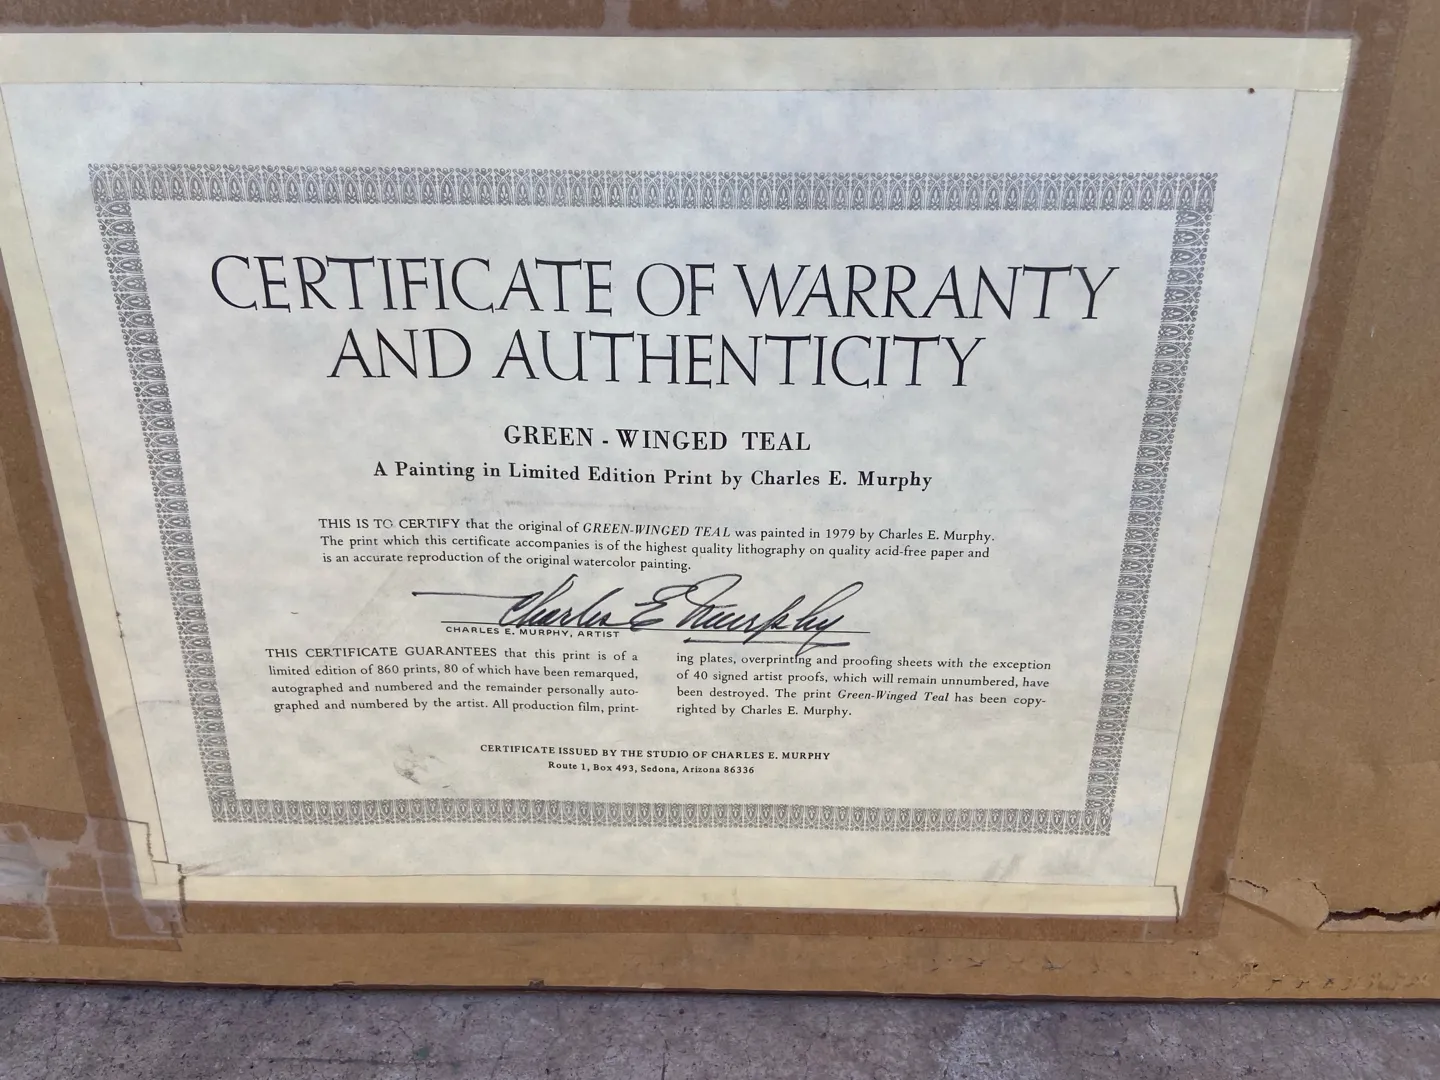 CERTIFICATE OF WARRANTY
AND AUTHENTICITY
GREEN - WINGED TEAL
A Painting in Limited Edition Print by Charles E. Murphy
THIS IS TO CERTIFY that the original of GREEN-WINGED TEAL was painted in 1979 by Charles E. Murphy.
The print which this certificate accompanies is of the highest quality lithography on quality acid-free paper and
is an accurate reproduction of the original watercolor painting.
Charles E Murphy
CHARLES E. MURPHY, ARTIST
THIS CERTIFICATE GUARANTEES that this print is of a
limited edition of 860 prints, 80 of which have been remarqued,
autographed and numbered and the remainder personally auto-
graphed and numbered by the artist. All production film, print-
ing plates, overprinting and proofing sheets with the exception
of 40 signed artist proofs, which will remain unnumbered, have
been destroyed. The print Green-Winged Teal has been copy-
righted by Charles E. Murphy.
CERTIFICATE ISSUED BY THE STUDIO OF CHARLES E. MURPHY
Route 1, Box 493, Sedona, Arizona 86336